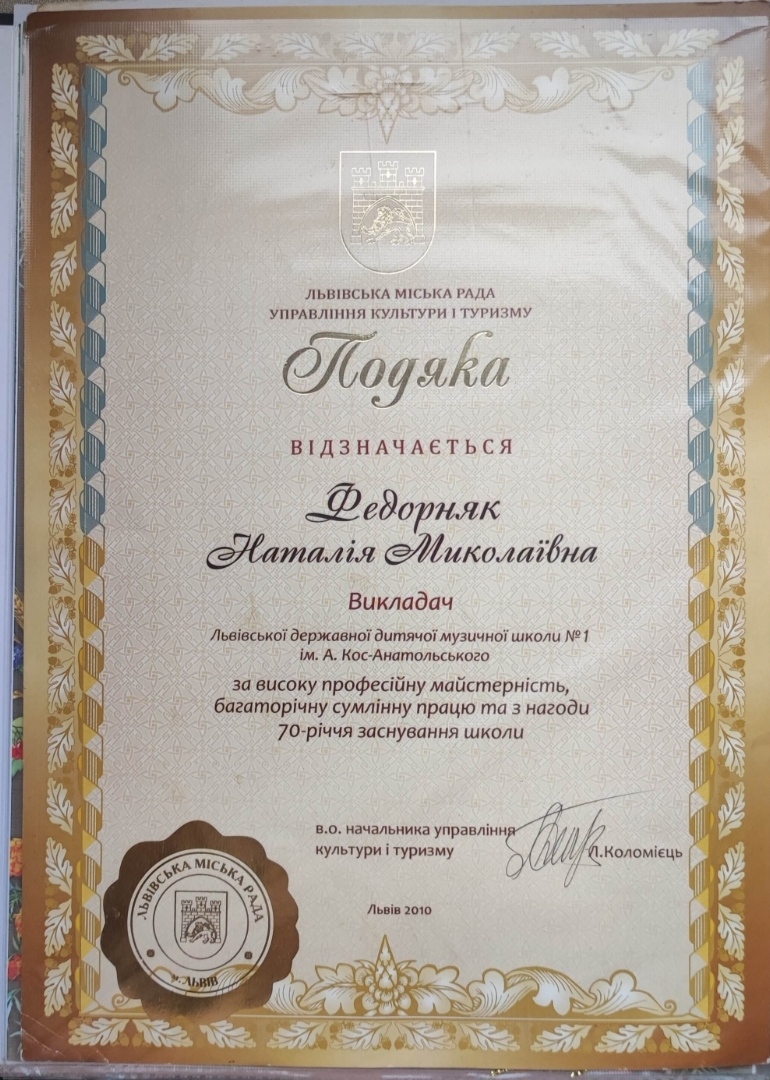 ЛЬВІВСЬКА МІСЬКА РАДА
УПРАВЛІННЯ КУЛЬТУРИ І ТУРИЗМУ
Подяка
ВІДЗНАЧАЄТЬСЯ
Федорняк
Наталія Миколаївна
Викладач
Львівської державної дитячої музичної школи №1
ім. А. Кос-Анатольського
за високу професійну майстерність,
багаторічну сумлінну працю та з нагоди
70-річчя заснування школи
в.о. начальника управління
культури і туризму
Л.Коломієць
Львів 2010
ЛЬВІВСЬКА МІСЬКА РАДА
м. ЛЬВІВ